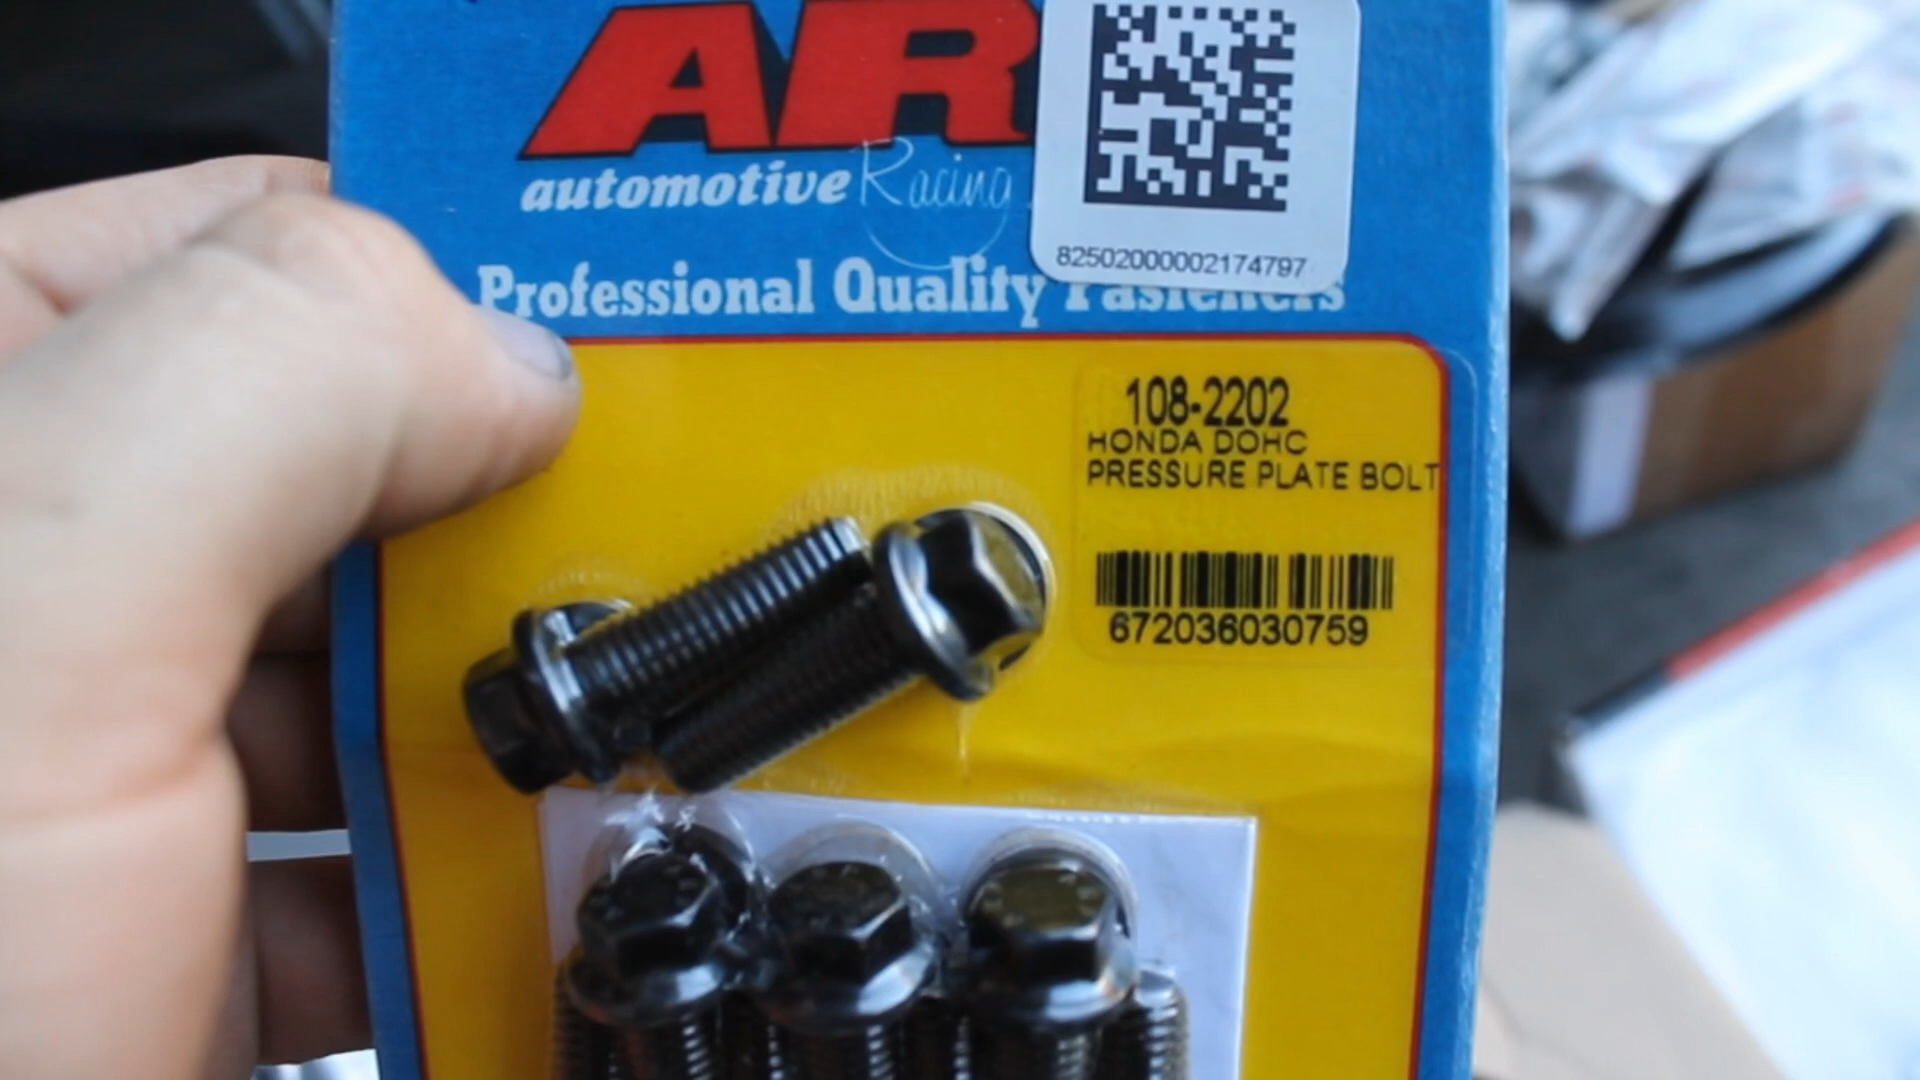 AR
automotive Racing
82502000002174797
Professional Quality Fasteners
108-2202
HONDA DOHC
PRESSURE PLATE BOLT
672036030759